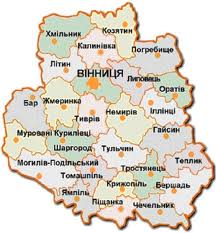 Козятин
Хмільник
Калинівка
Погребище
Літин
ВІННИЦЯ
Липовець
Оратів
Бар
Жмеринка
Немирів
Іллінці
Муровані Курилівці
Гайсин
Шаргород
Тиврів
Могилів-Подільський
Тульчин
Теплик
Тростянець
Томашпіль
Ямпіль
Крижопіль
Бершадь
Піщанка
Чечельник